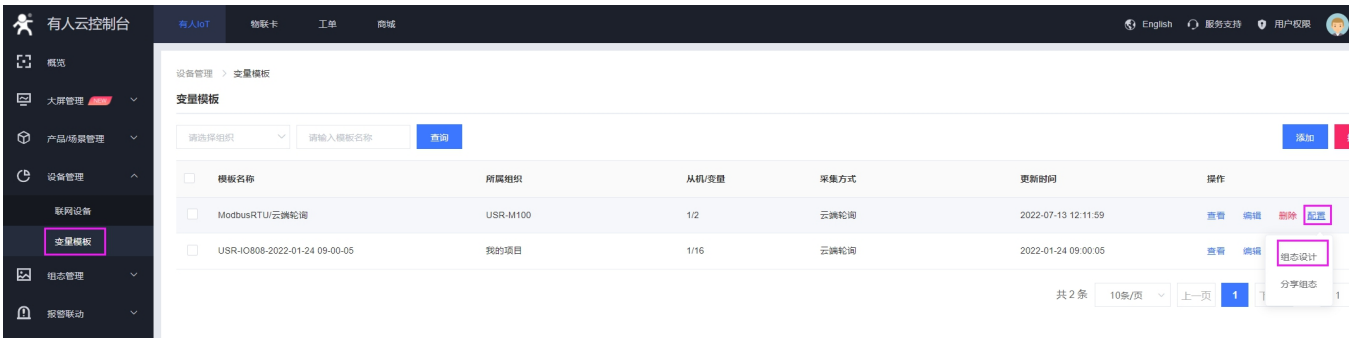 有人云控制台 有人IoT 物联卡 工单 商城 English 服务支持 用户权限
概览
大屏管理
产品/场景管理
设备管理
联网设备
变量模板
组态管理
报警联动
设备管理 > 变量模板
变量模板
请选择组织 请输入模板名称 查询 添加
模板名称 所属组织 从机/变量 采集方式 更新时间 操作
ModbusRTU/云端轮询 USR-M100 1/2 云端轮询 2022-07-13 12:11:59 查看 编辑 删除 配置
USR-IO808-2022-01-24 09-00-05 我的项目 1/16 云端轮询 2022-01-24 09:00:05 查看 编辑
组态设计
分享组态
共 2 条 10条/页 上一页 1 1